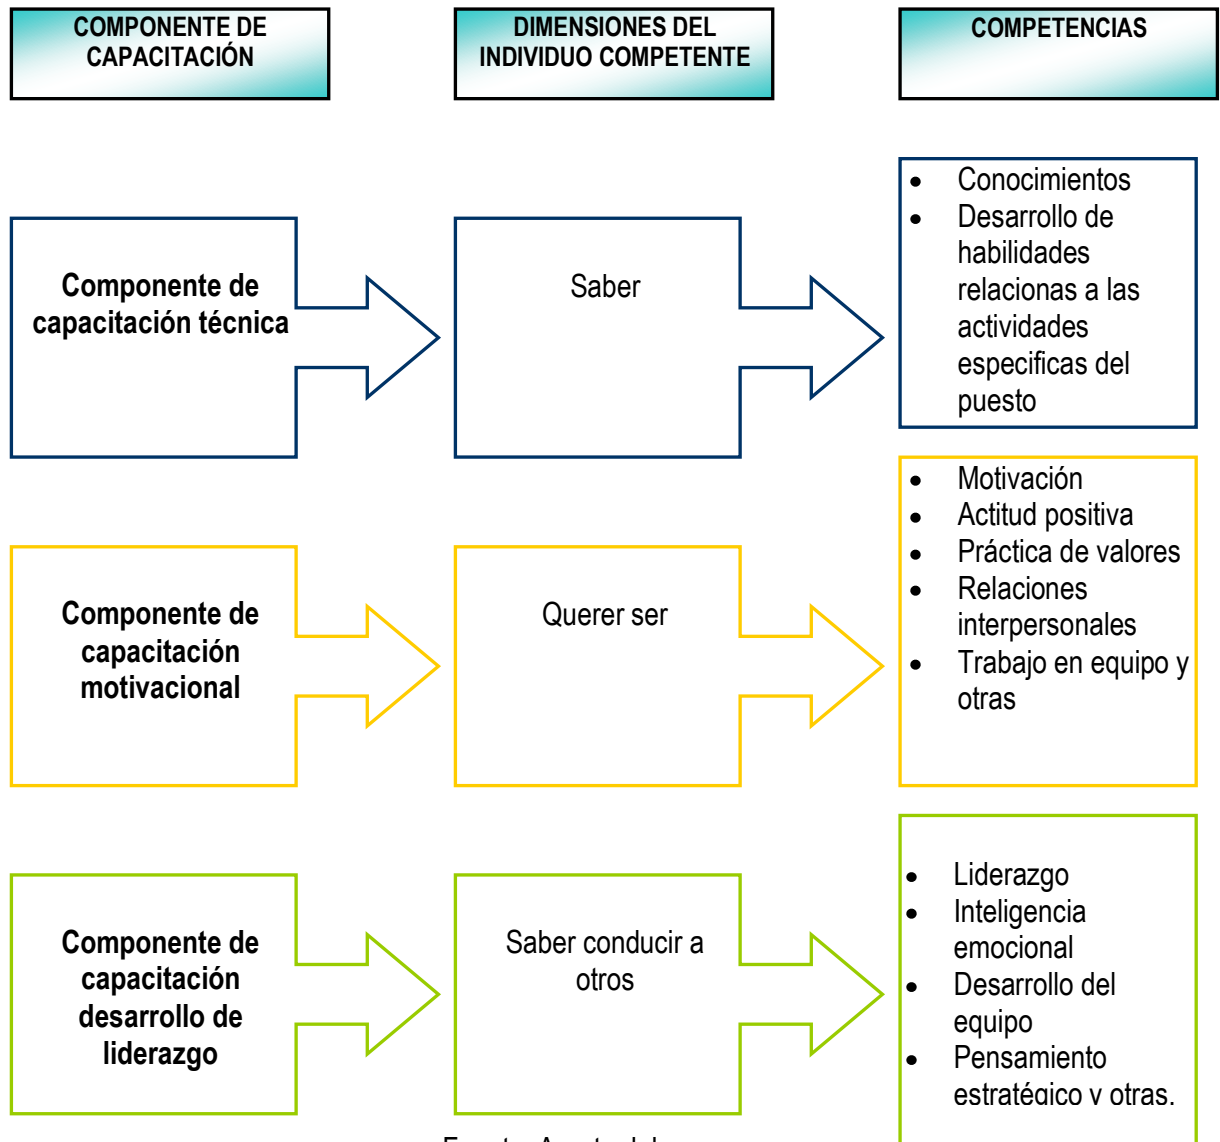 COMPONENTE DE
CAPACITACIÓN
DIMENSIONES DEL
INDIVIDUO COMPETENTE
COMPETENCIAS
Componente de
capacitación técnica
Saber
• Conocimientos
• Desarrollo de
habilidades
relacionas a las
actividades
especificas del
puesto
Componente de
capacitación
motivacional
Querer ser
• Motivación
• Actitud positiva
• Práctica de valores
• Relaciones
interpersonales
• Trabajo en equipo y
otras
Componente de
capacitación
desarrollo de
liderazgo
Saber conducir a
otros
• Liderazgo
• Inteligencia
emocional
• Desarrollo del
equipo
• Pensamiento
estratégico y otras.